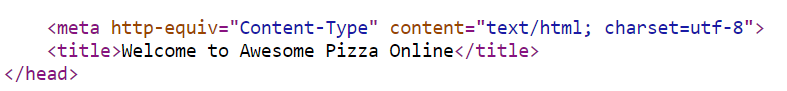 <meta http-equiv="Content-Type" content="text/html; charset=utf-8">
<title>Welcome to Awesome Pizza Online</title>
</head>